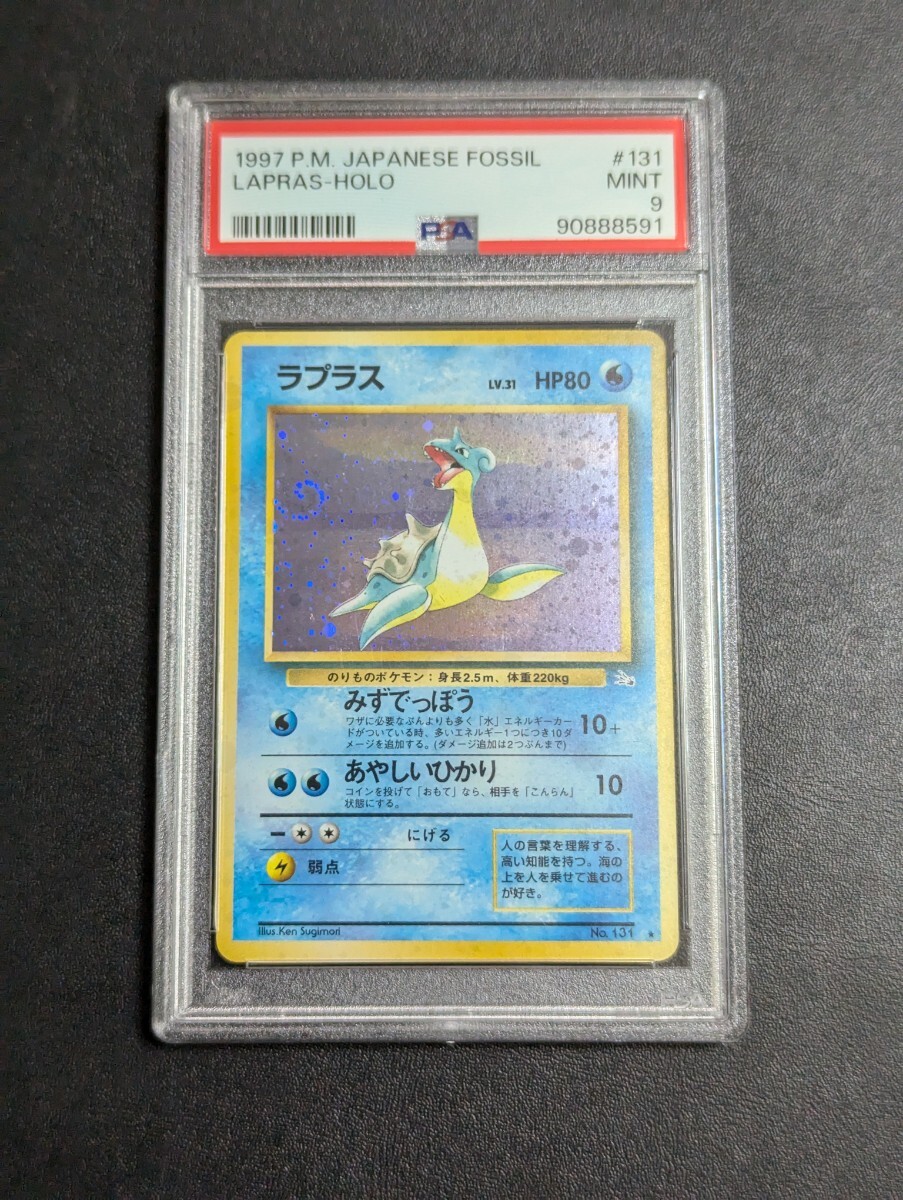 1997 P.M. JAPANESE FOSSIL #131
LAPRAS-HOLO MINT
9
PSA 90888591
ラプラス LV.31 HP80
のりものポケモン：身長2.5m、体重220kg
みずでっぽう
ワザに必要なぶんよりも多く「水」エネルギーカー
ドがついている時、多いエネルギー1つにつき10ダ
メージを追加する。(ダメージ追加は2つぶんまで)
10+
あやしいひかり
コインを投げて「おもて」なら、相手を「こんらん」
状態にする。
10
にげる
弱点
人の言葉を理解する、
高い知能を持つ。海の
上を人を乗せて進むの
が好き。
Illus.Ken Sugimori No. 131 ★